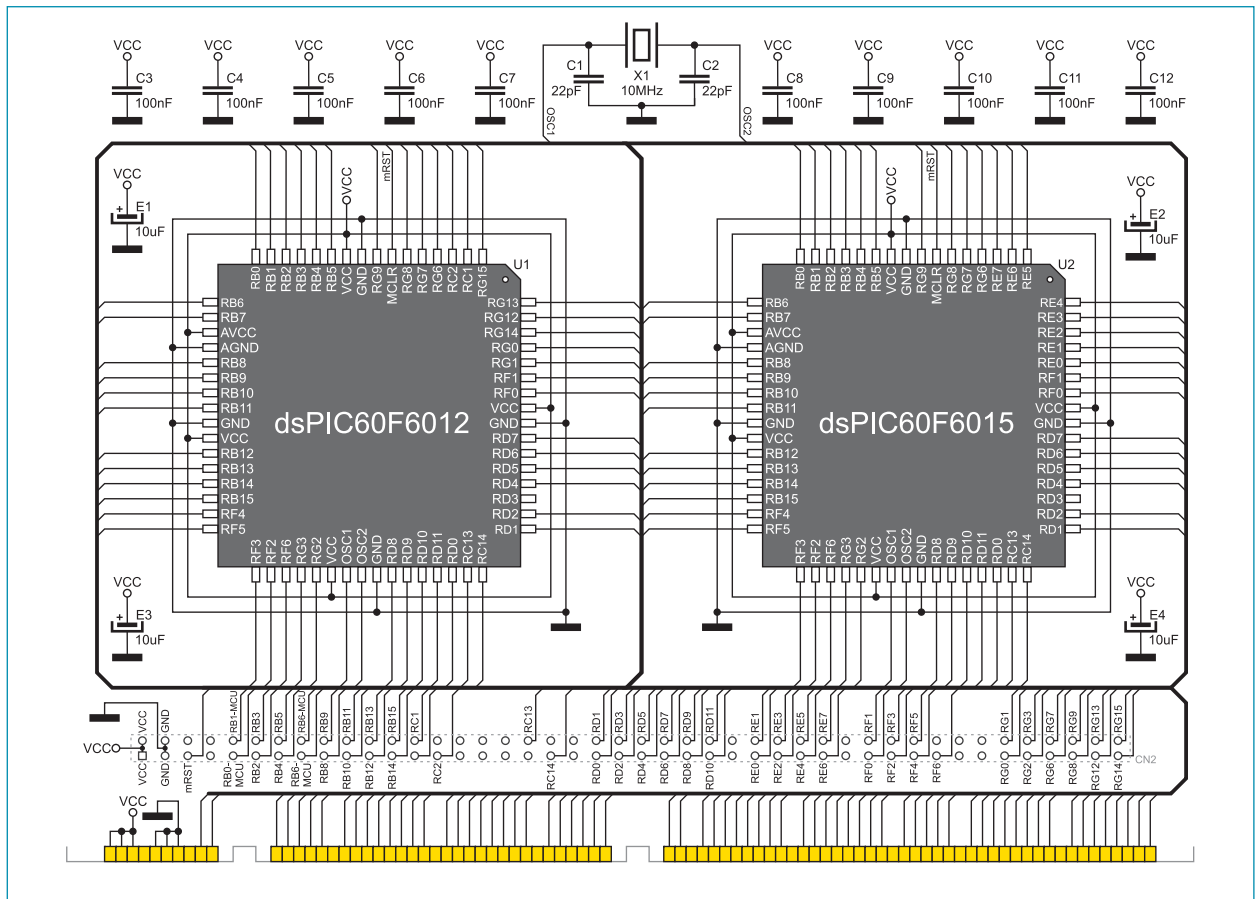 VCC VCC VCC VCC VCC VCC VCC VCC VCC VCC
C3 C4 C5 C6 C7 C1 X1 C2 C8 C9 C10 C11 C12
100nF 100nF 100nF 100nF 100nF 22pF 10MHz 22pF 100nF 100nF 100nF 100nF 100nF
OSC1 OSC2
mRST mRST
VCC VCC VCC VCC
E1 E2
10uF 10uF
U1
RB0 RB1 RB2 RB3 RB4 RB5 VCC GND RG9 MCLR RG8 RG7 RG6 RC2 RC1 RG15
RB6 RG13
RB7 RG12
AVCC RG14
AGND RG0
RB8 RG1
RB9 RF1
RB10 RF0
RB11 VCC
GND GND
VCC RD7
RB12 RD6
RB13 RD5
RB14 RD4
RB15 RD3
RF4 RD2
RF5 RD1
dsPIC60F6012
RF3 RF2 RF6 RG3 RG2 VCC OSC1 OSC2 GND RD8 RD9 RD10 RD11 RD0 RC13 RC14
U2
RB0 RB1 RB2 RB3 RB4 RB5 VCC GND RG9 MCLR RG8 RG7 RG6 RE7 RE6 RE5
RB6 RE4
RB7 RE3
AVCC RE2
AGND RE1
RB8 RE0
RB9 RF1
RB10 RF0
RB11 VCC
GND GND
VCC RD7
RB12 RD6
RB13 RD5
RB14 RD4
RB15 RD3
RF4 RD2
RF5 RD1
dsPIC60F6015
RF3 RF2 RF6 RG3 RG2 VCC OSC1 OSC2 GND RD8 RD9 RD10 RD11 RD0 RC13 RC14
VCC VCC
E3 E4
10uF 10uF
VCC GND RB1-MCU RB3 RB5 RB6-MCU RB9 RB11 RB13 RB15 RC1 RC13 RD1 RD3 RD5 RD7 RD9 RD11 RE1 RE3 RE5 RE7 RF1 RF3 RF5 RG1 RG3 RG7 RG9 RG13 RG15
VCC
VCC GND mRST RB0-MCU RB2 RB4 RB6-MCU RB8 RB10 RB12 RB14 RC2 RC14 RD0 RD2 RD4 RD6 RD8 RD10 RE0 RE2 RE4 RE6 RF0 RF2 RF4 RF6 RG0 RG2 RG6 RG8 RG12 RG14
CN2
VCC